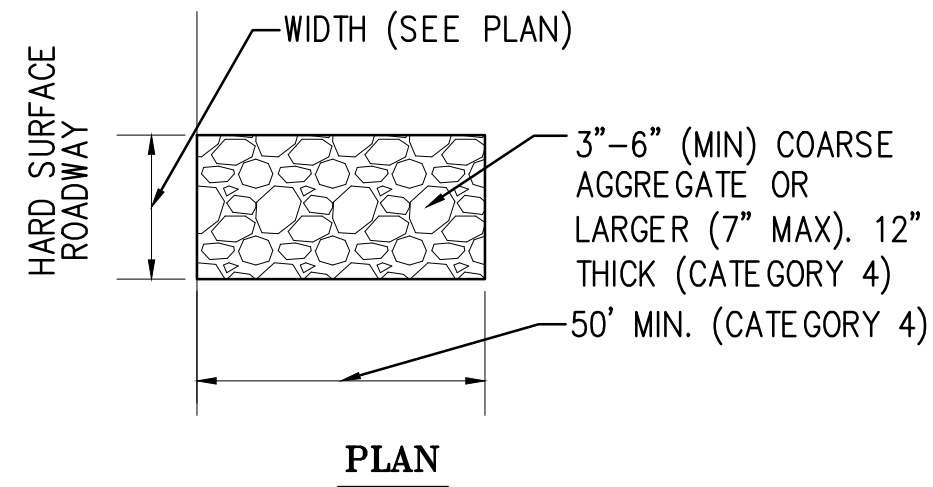 WIDTH (SEE PLAN)
HARD SURFACE
ROADWAY
3"-6" (MIN) COARSE
AGGREGATE OR
LARGER (7" MAX). 12"
THICK (CATEGORY 4)
50' MIN. (CATEGORY 4)
PLAN